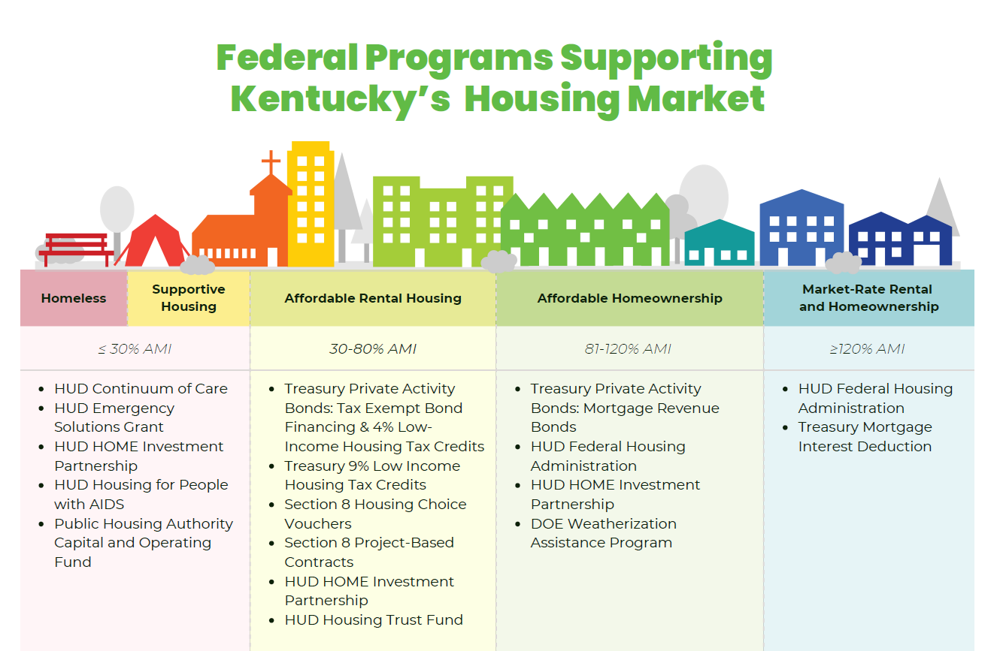 Federal Programs Supporting
Kentucky’s Housing Market
Homeless
Supportive
Housing
Affordable Rental Housing
Affordable Homeownership
Market-Rate Rental
and Homeownership
≤ 30% AMI
30-80% AMI
81-120% AMI
≥120% AMI
• HUD Continuum of Care
• HUD Emergency
Solutions Grant
• HUD HOME Investment
Partnership
• HUD Housing for People
with AIDS
• Public Housing Authority
Capital and Operating
Fund
• Treasury Private Activity
Bonds: Tax Exempt Bond
Financing & 4% Low-
Income Housing Tax Credits
• Treasury 9% Low Income
Housing Tax Credits
• Section 8 Housing Choice
Vouchers
• Section 8 Project-Based
Contracts
• HUD HOME Investment
Partnership
• HUD Housing Trust Fund
• Treasury Private Activity
Bonds: Mortgage Revenue
Bonds
• HUD Federal Housing
Administration
• HUD HOME Investment
Partnership
• DOE Weatherization
Assistance Program
• HUD Federal Housing
Administration
• Treasury Mortgage
Interest Deduction